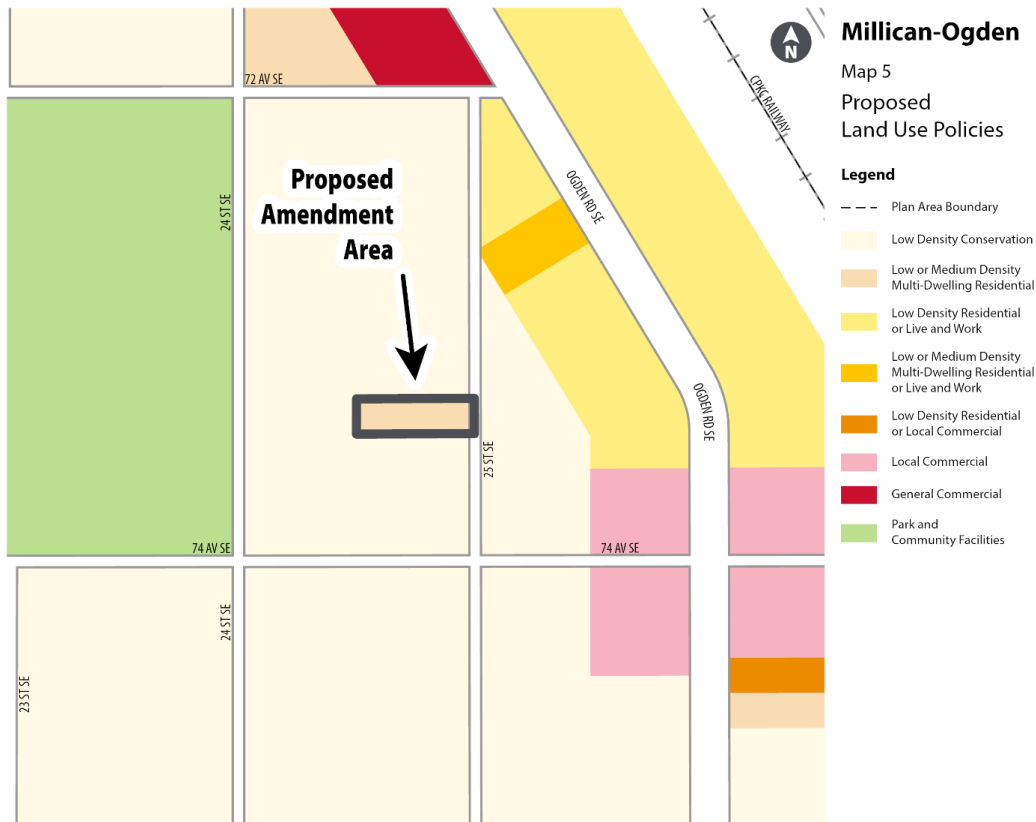 72 AV SE
CPKG RAILWAY
24 ST SE
Proposed
Amendment
Area
OGDEN RD SE
OGDEN RD SE
25 ST SE
74 AV SE
74 AV SE
24 ST SE
23 ST SE
N
Millican-Ogden
Map 5
Proposed
Land Use Policies
Legend
Plan Area Boundary
Low Density Conservation
Low or Medium Density
Multi-Dwelling Residential
Low Density Residential
or Live and Work
Low or Medium Density
Multi-Dwelling Residential
or Live and Work
Low Density Residential
or Local Commercial
Local Commercial
General Commercial
Park and
Community Facilities